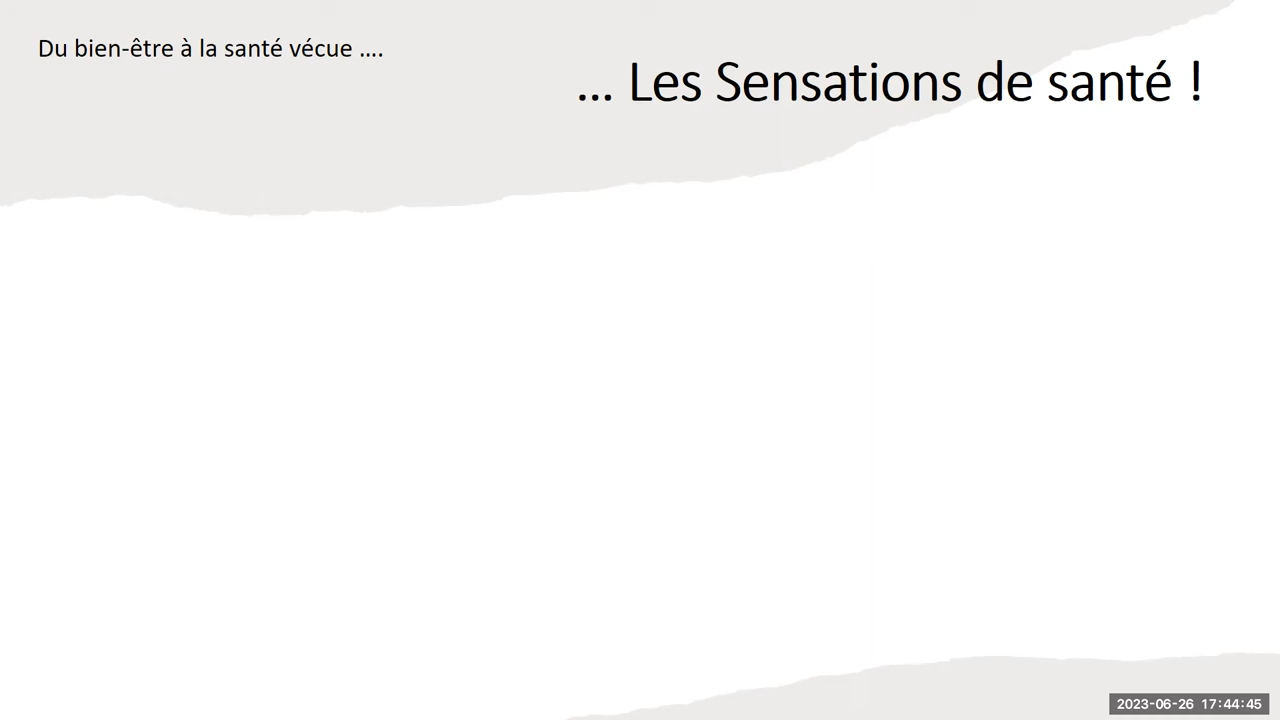 Du bien-être à la santé vécue ....
... Les Sensations de santé !
2023-06-26 17:44:45